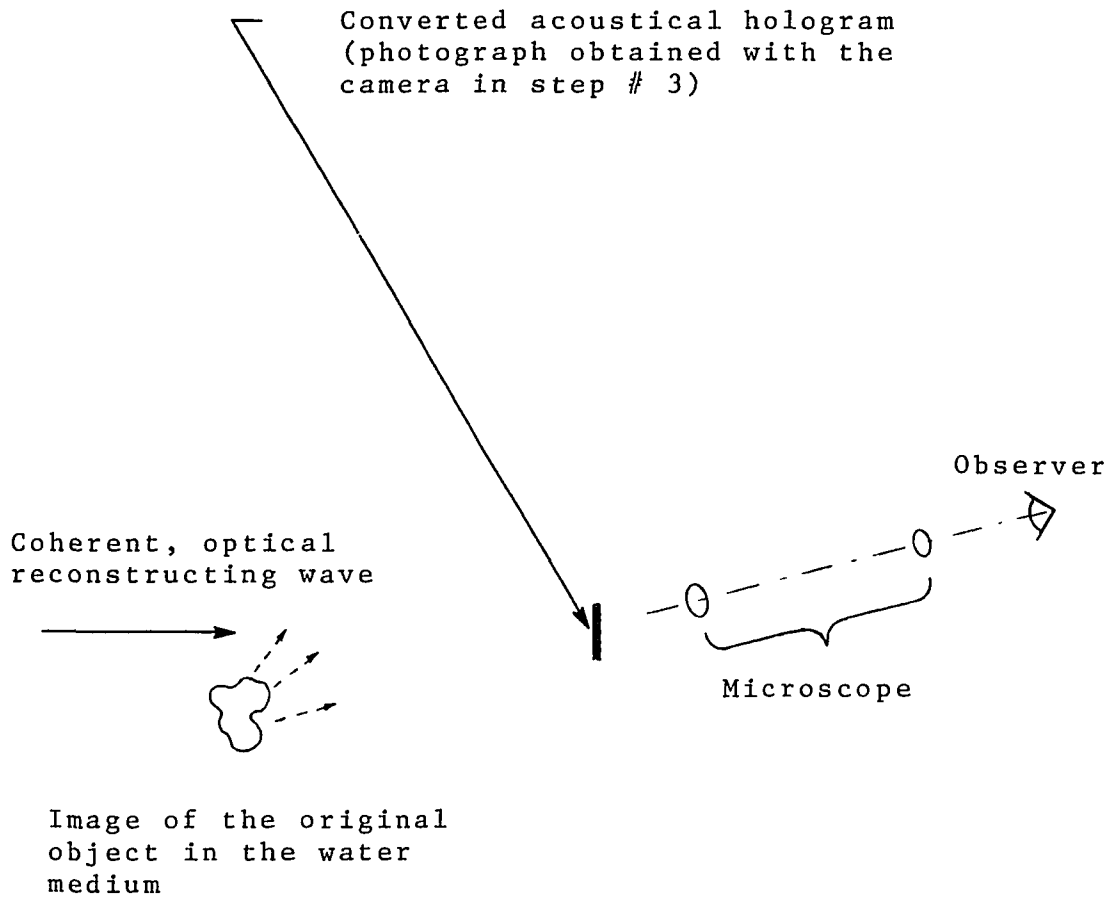 Converted acoustical hologram
(photograph obtained with the
camera in step # 3)
Observer
Coherent, optical
reconstructing wave
Microscope
Image of the original
object in the water
medium